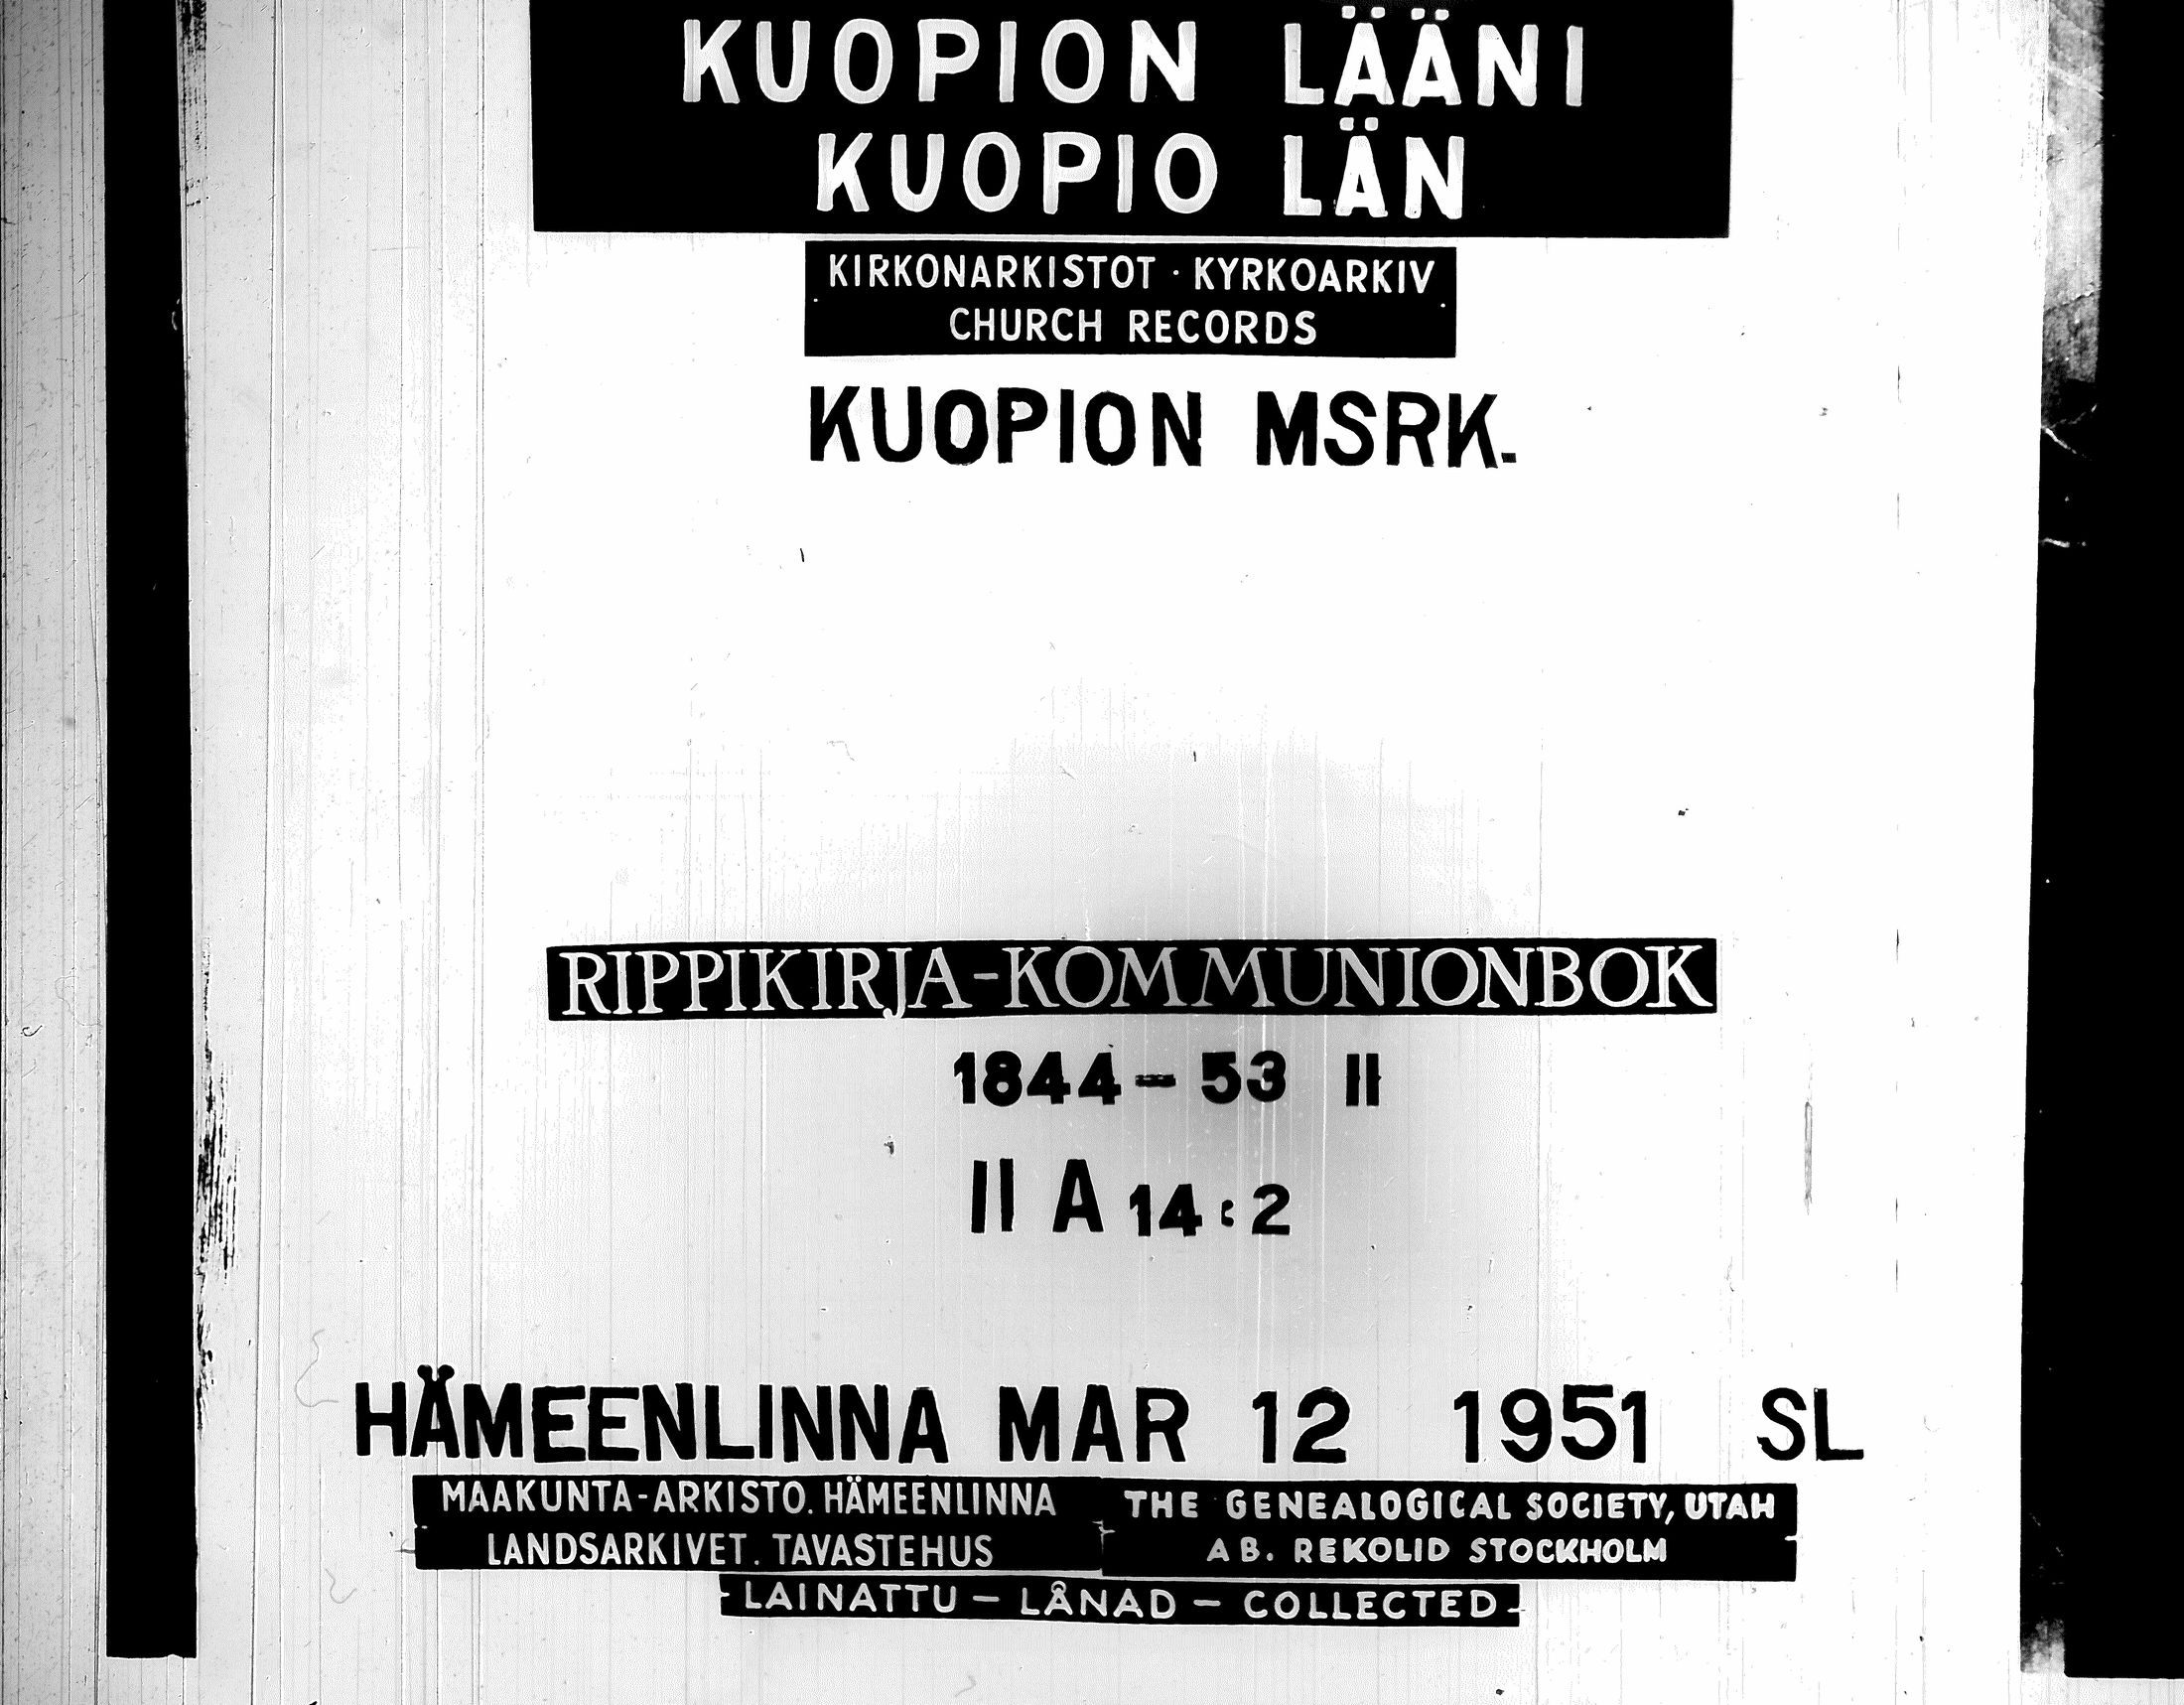 KUOPION LÄÄNI
KUOPIO LÄN
KIRKONARKISTOT · KYRKOARKIV
CHURCH RECORDS
KUOPION MSRK.
RIPPIKIRJA-KOMMUNIONBOK
1844-53 II
II A 14:2
HÄMEENLINNA MAR 12 1951 SL
MAAKUNTA-ARKISTO. HÄMEENLINNA
LANDSARKIVET. TAVASTEHUS
THE GENEALOGICAL SOCIETY, UTAH
AB. REKOLID STOCKHOLM
LAINATTU - LÅNAD - COLLECTED